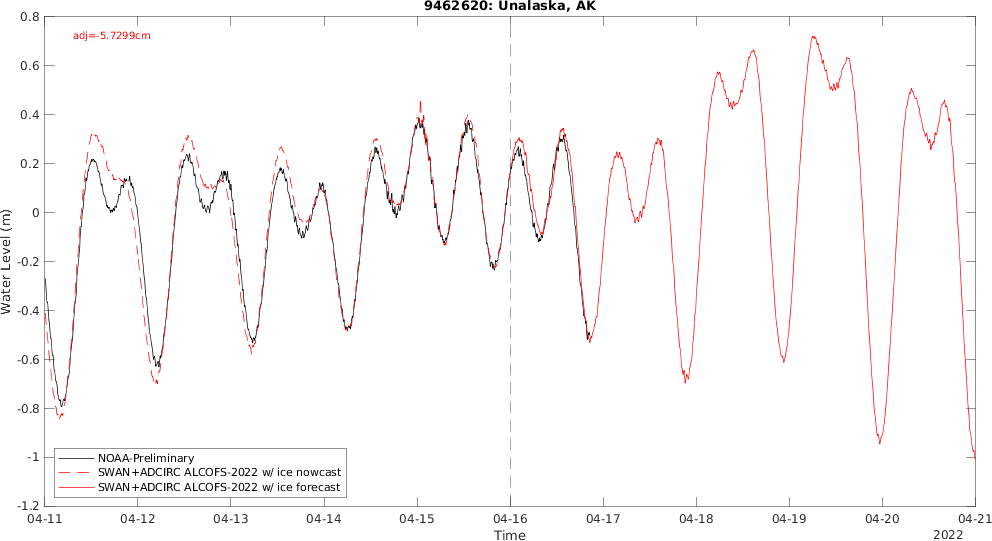 9462620: Unalaska, AK
adj=-5.7299cm
Water Level (m)
0.8
0.6
0.4
0.2
0
-0.2
-0.4
-0.6
-0.8
-1
-1.2
NOAA-Preliminary
SWAN+ADCIRC ALCOFS-2022 w/ ice nowcast
SWAN+ADCIRC ALCOFS-2022 w/ ice forecast
04-11 04-12 04-13 04-14 04-15 04-16 04-17 04-18 04-19 04-20 04-21
Time
2022